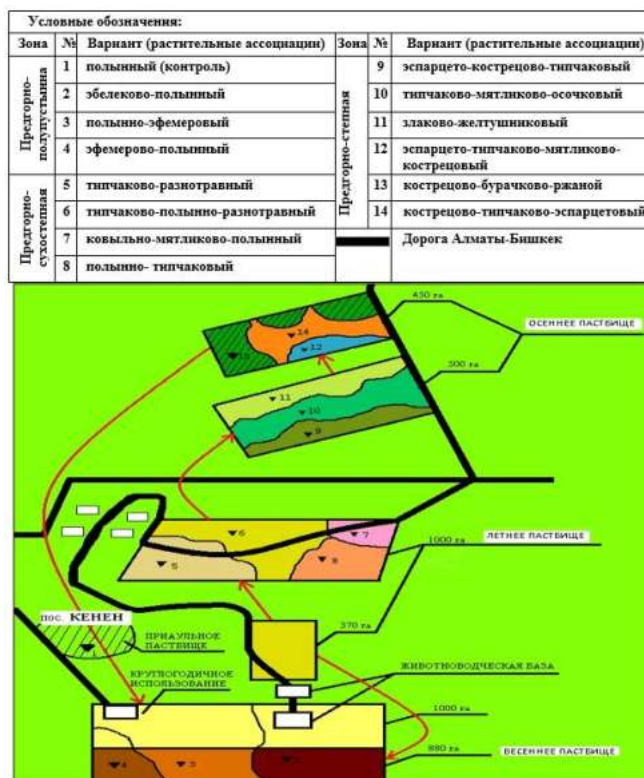 Условные обозначения:
Зона № Вариант (растительные ассоциации) Зона № Вариант (растительные ассоциации)
Предгорно-полупустынна
1 полынный (контроль)
2 эбелеково-полынный
3 полынно-эфемеровый
4 эфемерово-полынный
Предгорно-сухостепная
5 типчаково-разнотравный
6 типчаково-полынно-разнотравный
7 ковыльно-мятликово-полынный
8 полынно- типчаковый
Предгорно-степная
9 эспарцето-кострецово-типчаковый
10 типчаково-мятликово-осочковый
11 злаково-желтушниковый
12 эспарцето-типчаково-мятликово-
кострецовый
13 кострецово-бурачково-ржаной
14 кострецово-типчаково-эспарцетовый
Дорога Алматы-Бишкек
450 га
14
12
ОСЕННЕЕ ПАСТБИЩЕ
300 га
11
10
9
6
7
5
8
1000 га
ЛЕТНЕЕ ПАСТБИЩЕ
пос. КЕНЕН
ПРИАУЛЬНОЕ
ПАСТБИЩЕ
370 га
КРУГЛОГОДИЧНОЕ
ИСПОЛЬЗОВАНИЕ
ЖИВОТНОВОДЧЕСКАЯ БАЗА
1000 га
880 га
ВЕСЕННЕЕ ПАСТБИЩЕ
4
3